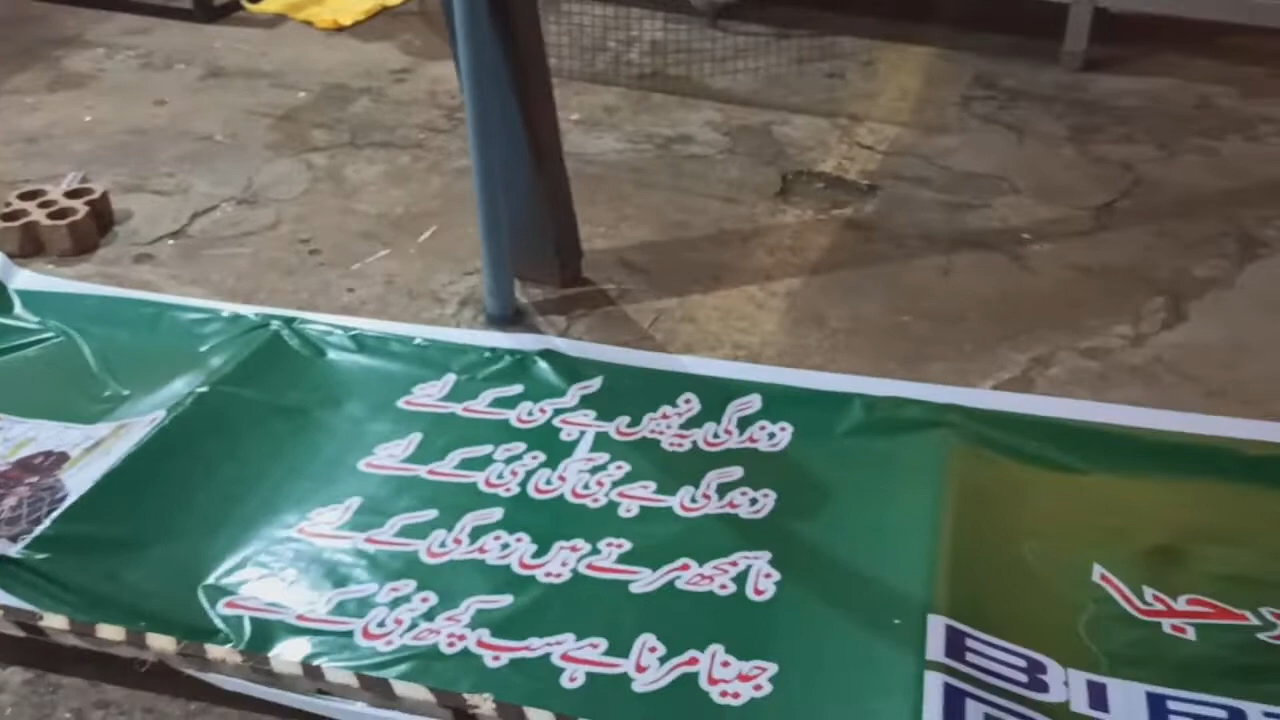 زندگی یہ نہیں ہے کسی کے لئے
زندگی ہے نبیؐ کی نبیؐ کے لئے
ناسمجھ مرتے ہیں زندگی کے لئے
جینا مرنا ہے سب کچھ نبیؐ کے لئے